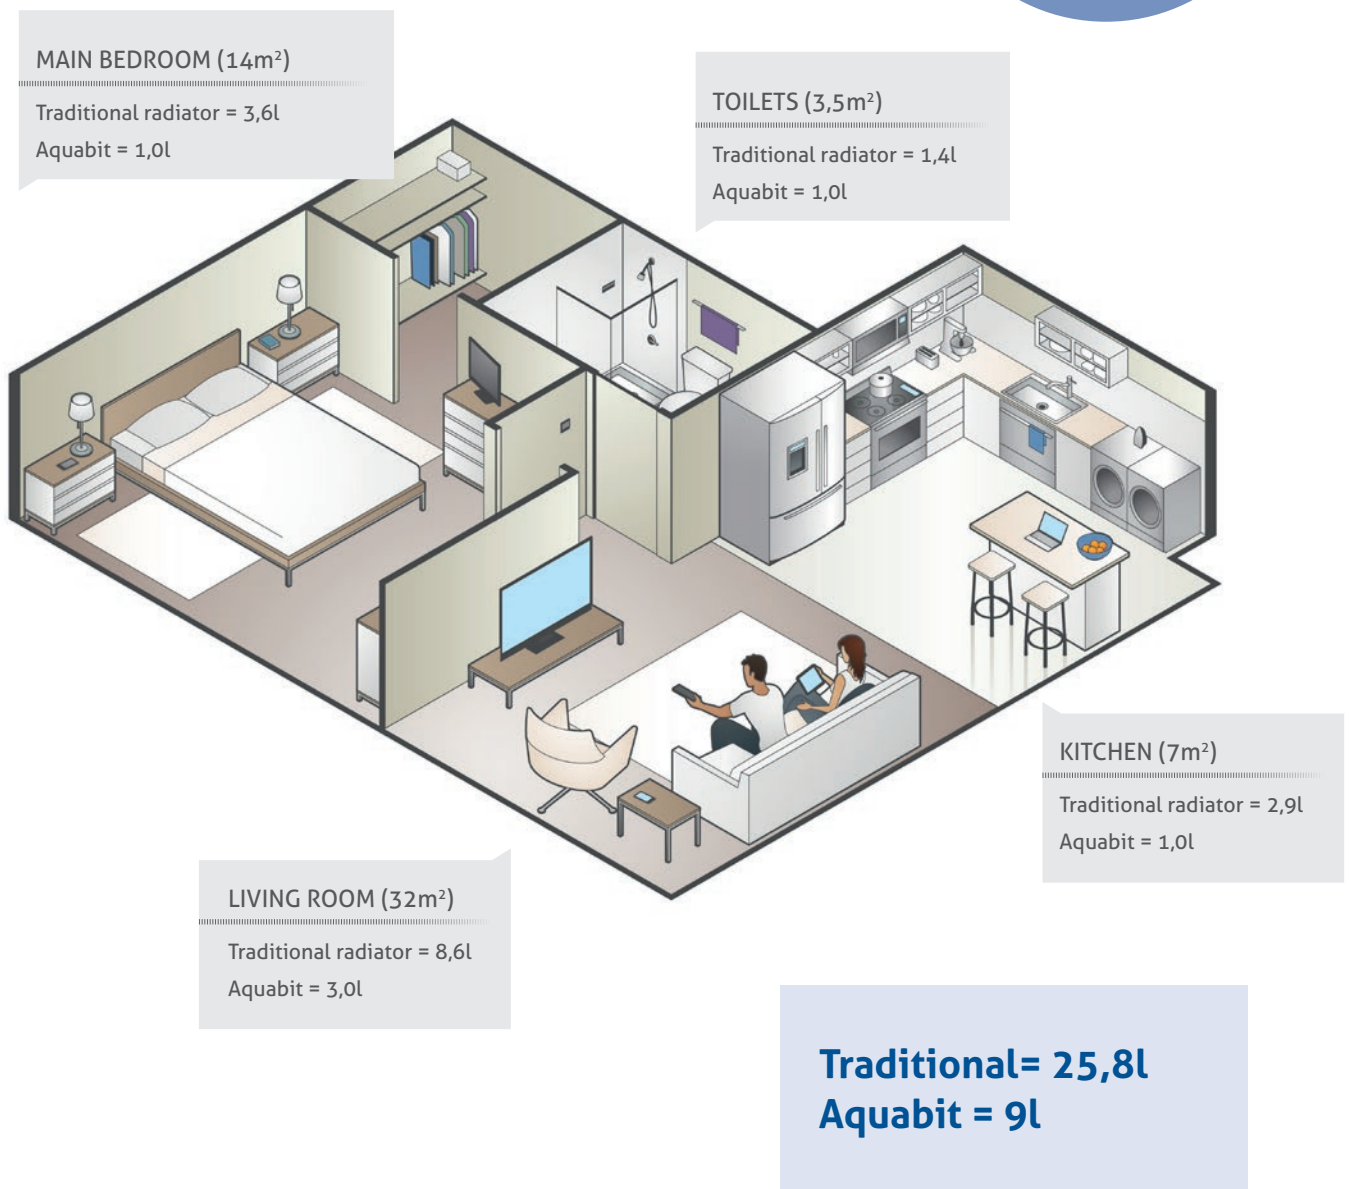 MAIN BEDROOM (14m²)
Traditional radiator = 3,6l
Aquabit = 1,0l
TOILETS (3,5m²)
Traditional radiator = 1,4l
Aquabit = 1,0l
KITCHEN (7m²)
Traditional radiator = 2,9l
Aquabit = 1,0l
LIVING ROOM (32m²)
Traditional radiator = 8,6l
Aquabit = 3,0l
Traditional= 25,8l
Aquabit = 9l